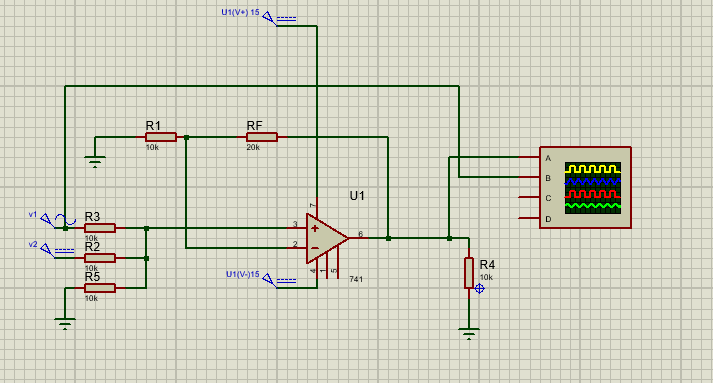 U1(V+) 15
R1
10k
RF
20k
U1
v1
R3
10k
v2
R2
10k
R5
10k
3
2
7
6
4
1
5
741
U1(V-)15
A
B
C
D
R4
10k